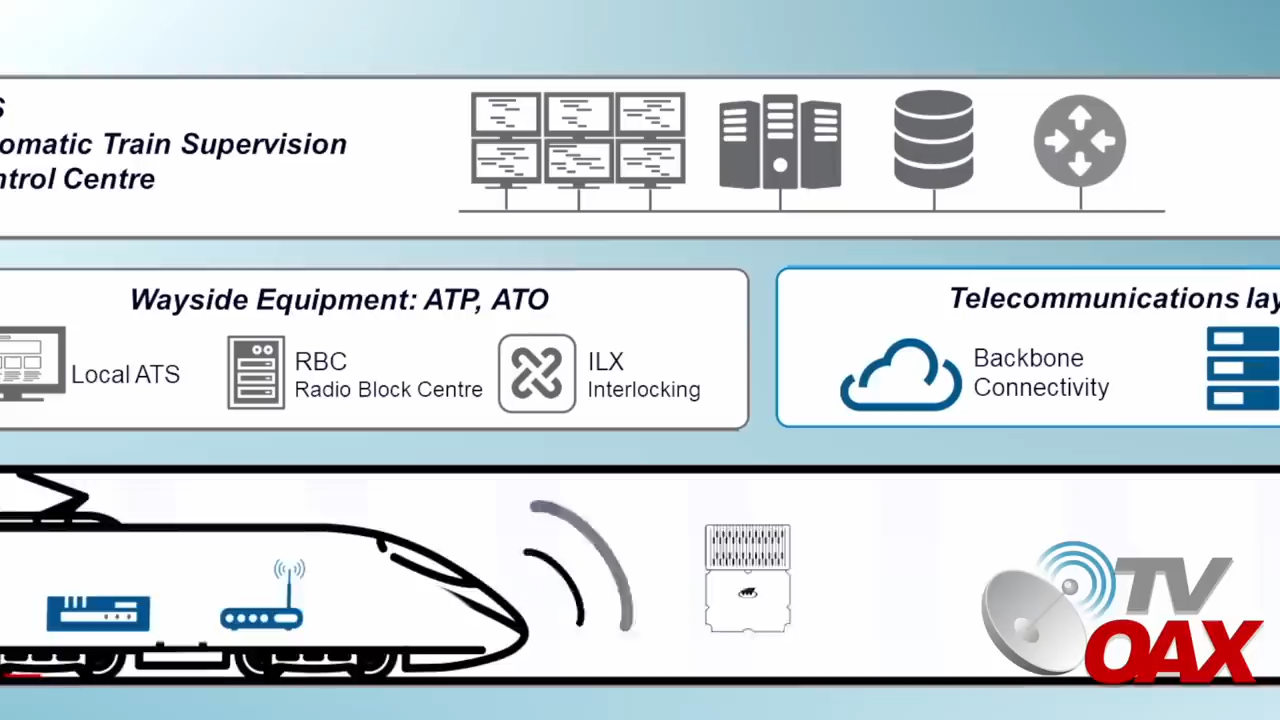 S
omatic Train Supervision
ntrol Centre
Wayside Equipment: ATP, ATO
Local ATS
RBC
Radio Block Centre
ILX
Interlocking
Telecommunications lay
Backbone
Connectivity
TV
OAX